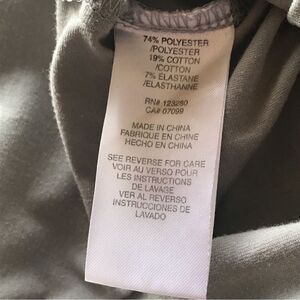 74% POLYESTER
/POLYESTER
19% COTTON
/COTTON
7% ELASTANE
/ELASTHANNE
RN# 123280
CA# 07099
MADE IN CHINA
FABRIQUE EN CHINE
HECHO EN CHINA
SEE REVERSE FOR CARE
VOIR AU VERSO POUR
LES INSTRUCTIONS
DE LAVAGE
VER AL REVERSO
INSTRUCCIONES DE
LAVADO